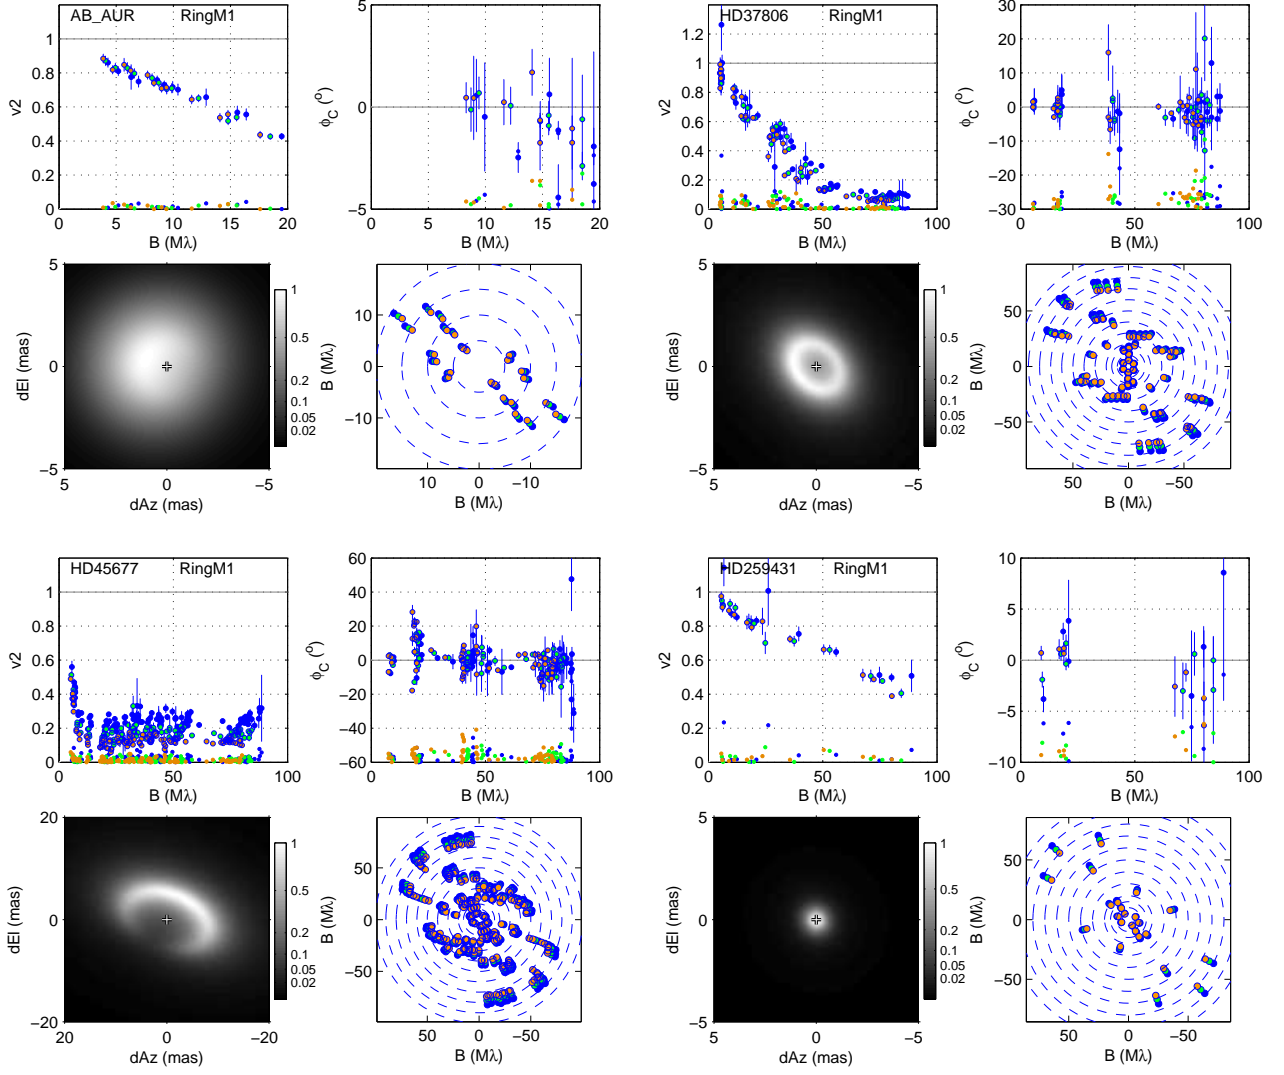 AB_AUR RingM1
v2
1
0.8
0.6
0.4
0.2
0
0 5 10 15 20
B (Mλ)
ϕC (o)
5
0
−5
0 5 10 15 20
B (Mλ)
HD37806 RingM1
v2
1.2
1
0.8
0.6
0.4
0.2
0
0 50 100
B (Mλ)
ϕC (o)
30
20
10
0
−10
−20
−30
0 50 100
B (Mλ)
dEl (mas)
5
0
−5
5 0 −5
dAz (mas)
1
0.5
0.2
0.1
0.05
0.02
B (Mλ)
10
0
−10
10 0 −10
B (Mλ)
dEl (mas)
5
0
−5
5 0 −5
dAz (mas)
1
0.5
0.2
0.1
0.05
0.02
B (Mλ)
50
0
−50
50 0 −50
B (Mλ)
HD45677 RingM1
v2
1
0.8
0.6
0.4
0.2
0
0 50 100
B (Mλ)
ϕC (o)
60
40
20
0
−20
−40
−60
0 50 100
B (Mλ)
HD259431 RingM1
v2
1
0.8
0.6
0.4
0.2
0
0 50 100
B (Mλ)
ϕC (o)
10
5
0
−5
−10
0 50 100
B (Mλ)
dEl (mas)
20
0
−20
20 0 −20
dAz (mas)
1
0.5
0.2
0.1
0.05
0.02
B (Mλ)
50
0
−50
50 0 −50
B (Mλ)
dEl (mas)
5
0
−5
5 0 −5
dAz (mas)
1
0.5
0.2
0.1
0.05
0.02
B (Mλ)
50
0
−50
50 0 −50
B (Mλ)